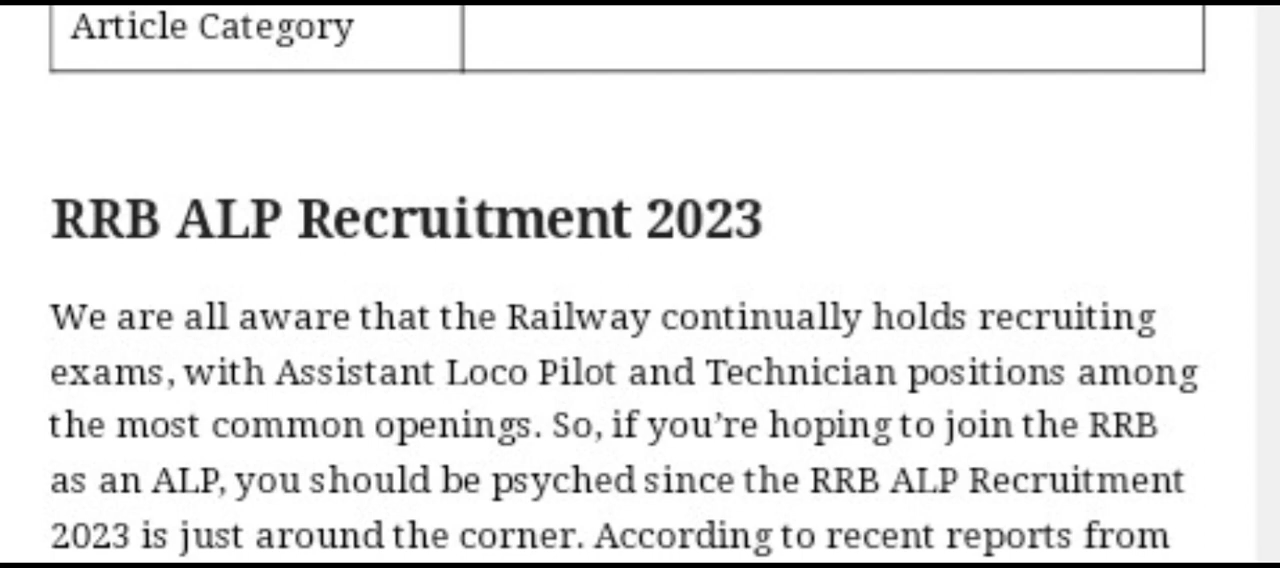 Article Category
RRB ALP Recruitment 2023
We are all aware that the Railway continually holds recruiting
exams, with Assistant Loco Pilot and Technician positions among
the most common openings. So, if you’re hoping to join the RRB
as an ALP, you should be psyched since the RRB ALP Recruitment
2023 is just around the corner. According to recent reports from